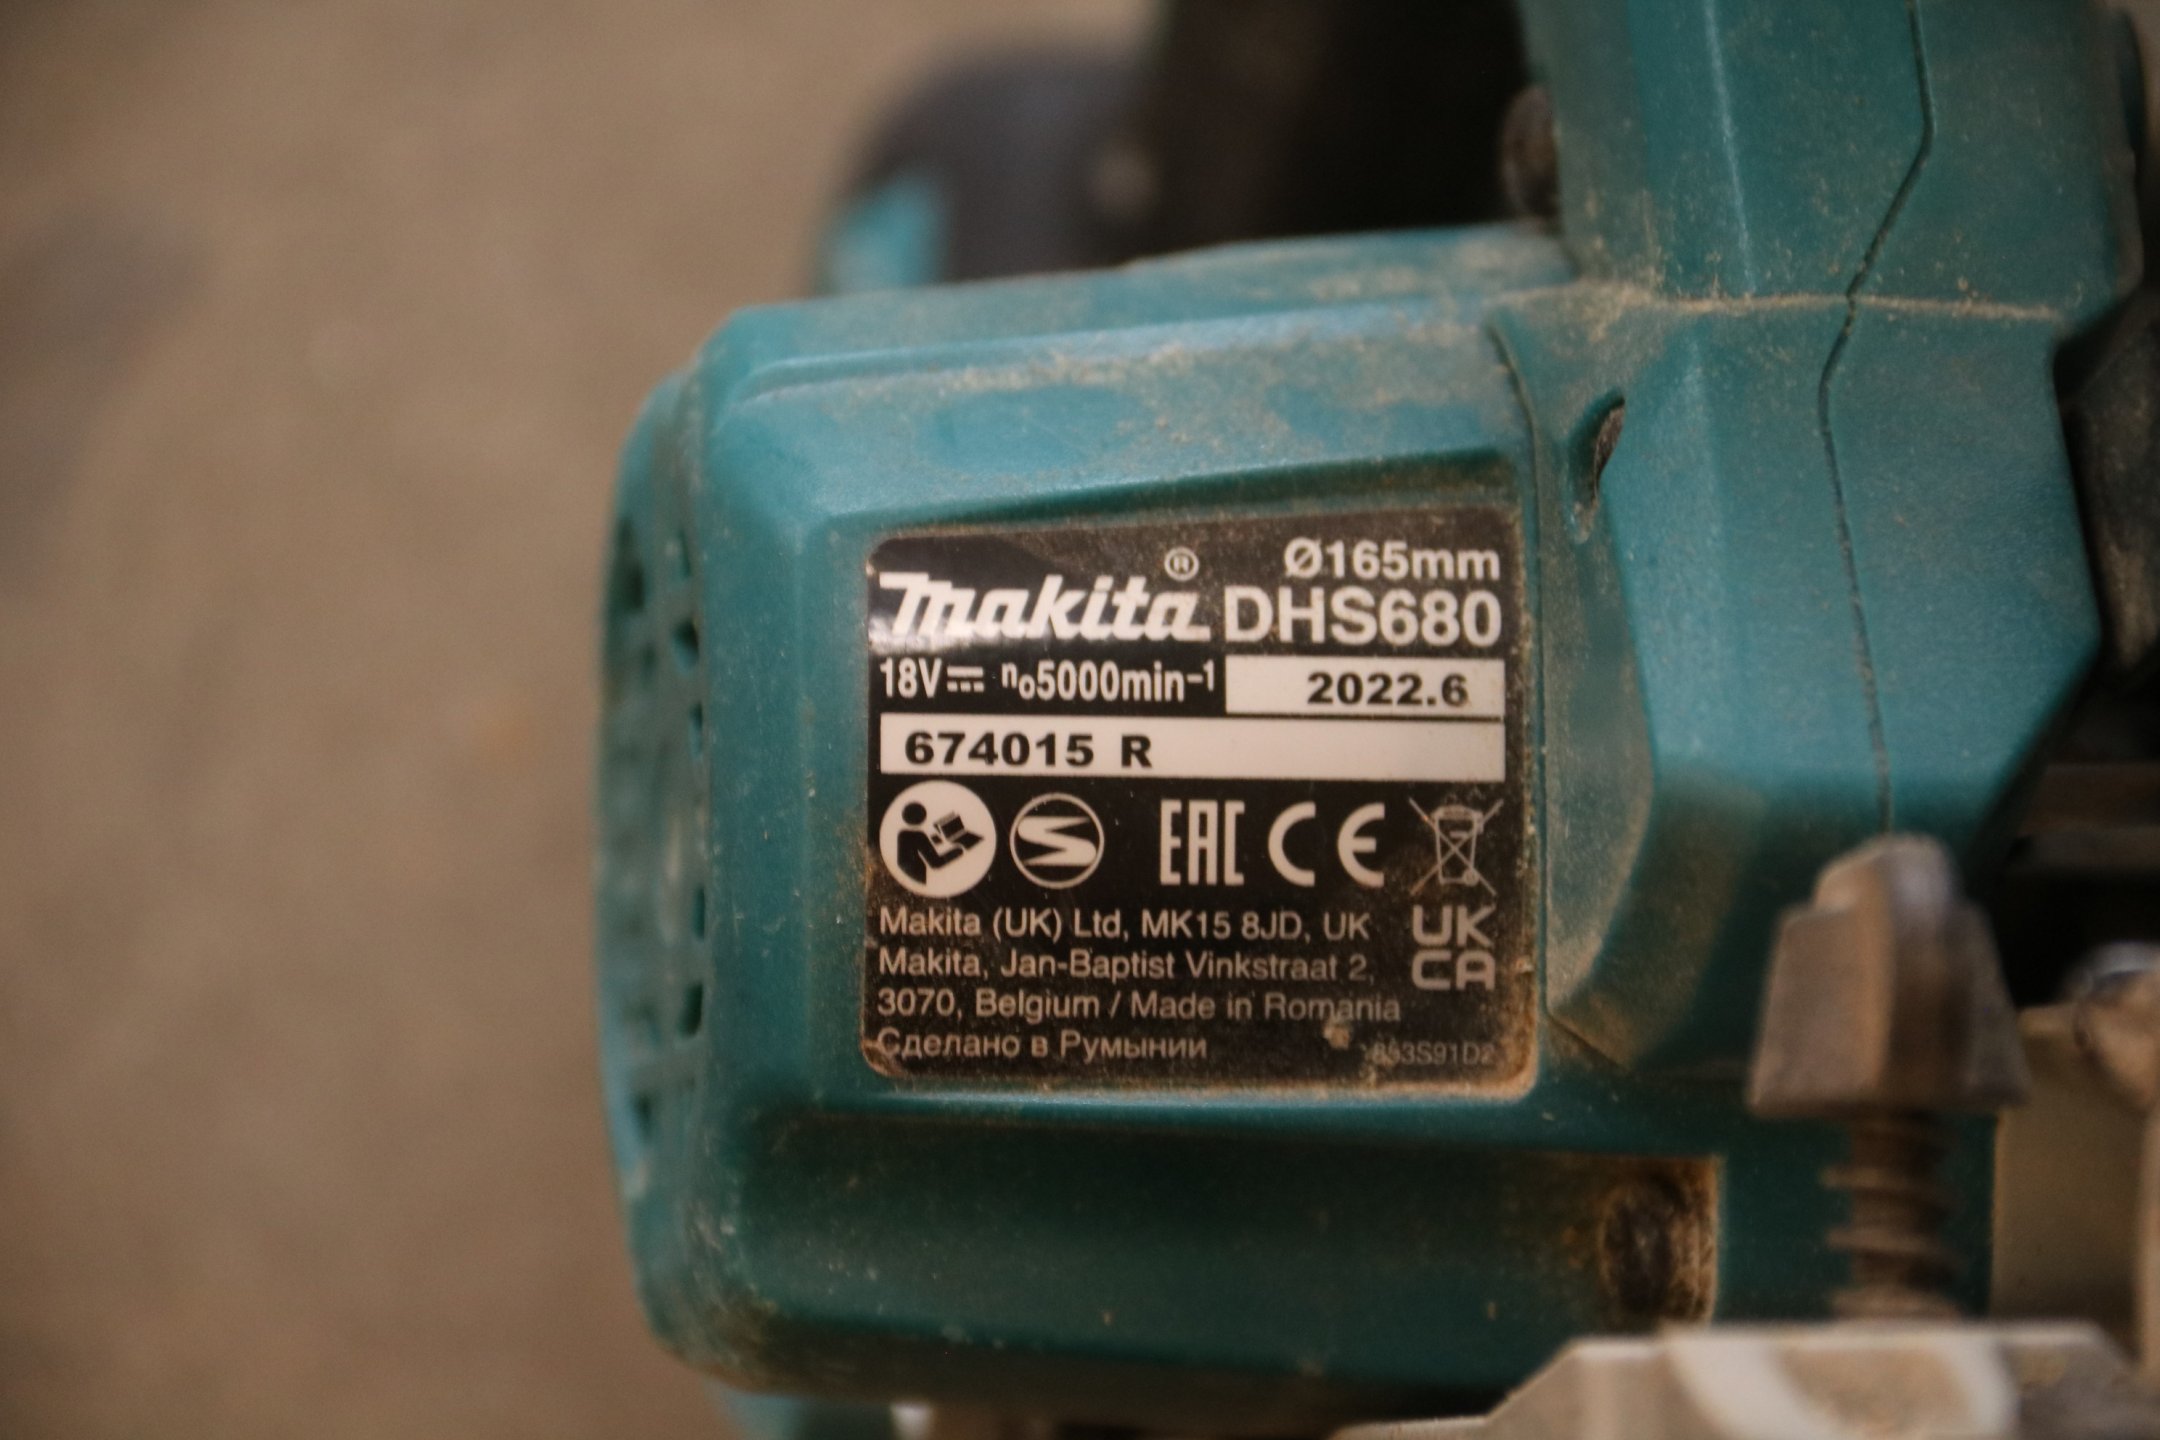 makita® Ø165mm
DHS680
18V⎓ n₀5000min⁻¹ 2022.6
674015 R
EAC CE
Makita (UK) Ltd, MK15 8JD, UK
UK
CA
Makita, Jan-Baptist Vinkstraat 2,
3070, Belgium / Made in Romania
Сделано в Румынии